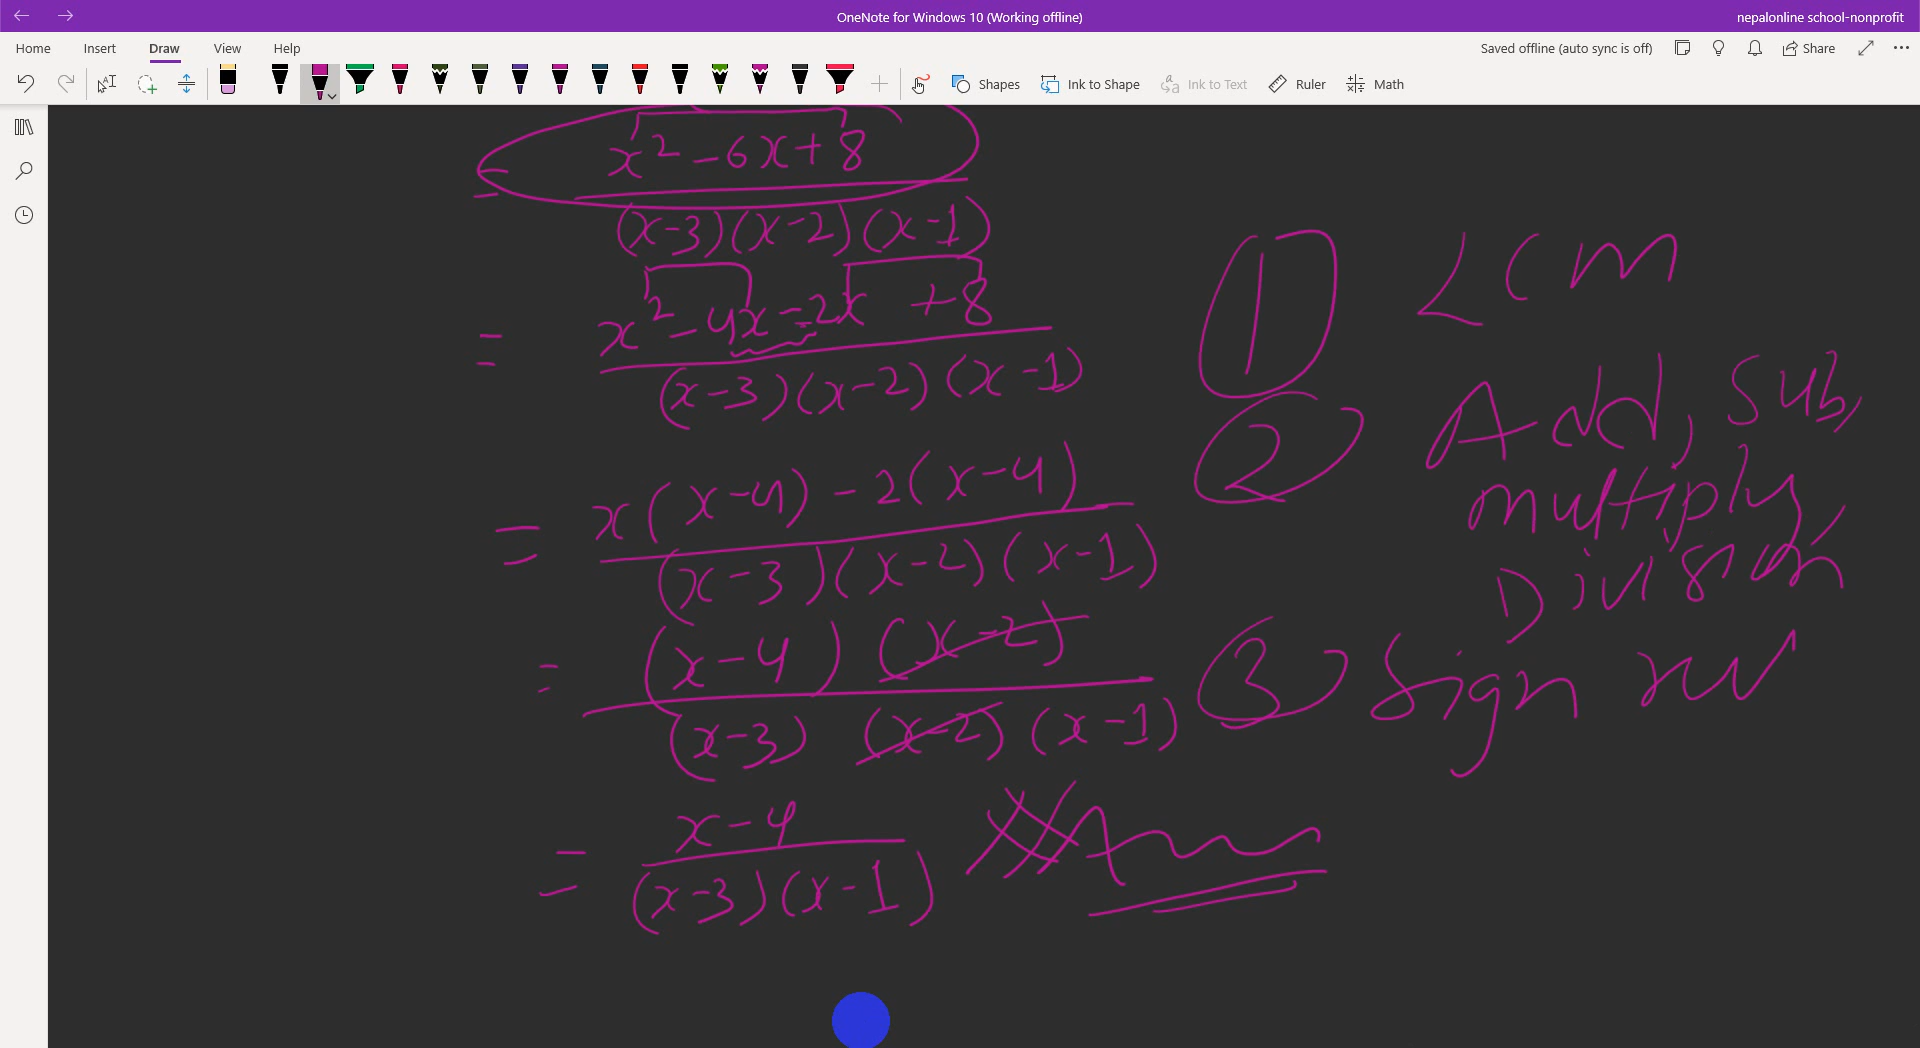 OneNote for Windows 10 (Working offline)
nepalonline school-nonprofit
Home Insert Draw View Help
Saved offline (auto sync is off) Share
Shapes Ink to Shape Ink to Text Ruler Math
x² - 6x + 8
=
(x-3)(x-2)(x-1)
x² - 4x - 2x + 8
=
(x-3)(x-2)(x-1)
x(x-4) - 2(x-4)
=
(x-3)(x-2)(x-1)
(x-4)(x-2)
=
(x-3)(x-2)(x-1)
x-4
=
(x-3)(x-1)
① LCM
② Add, Sub,
multiply,
Division
③ Sign